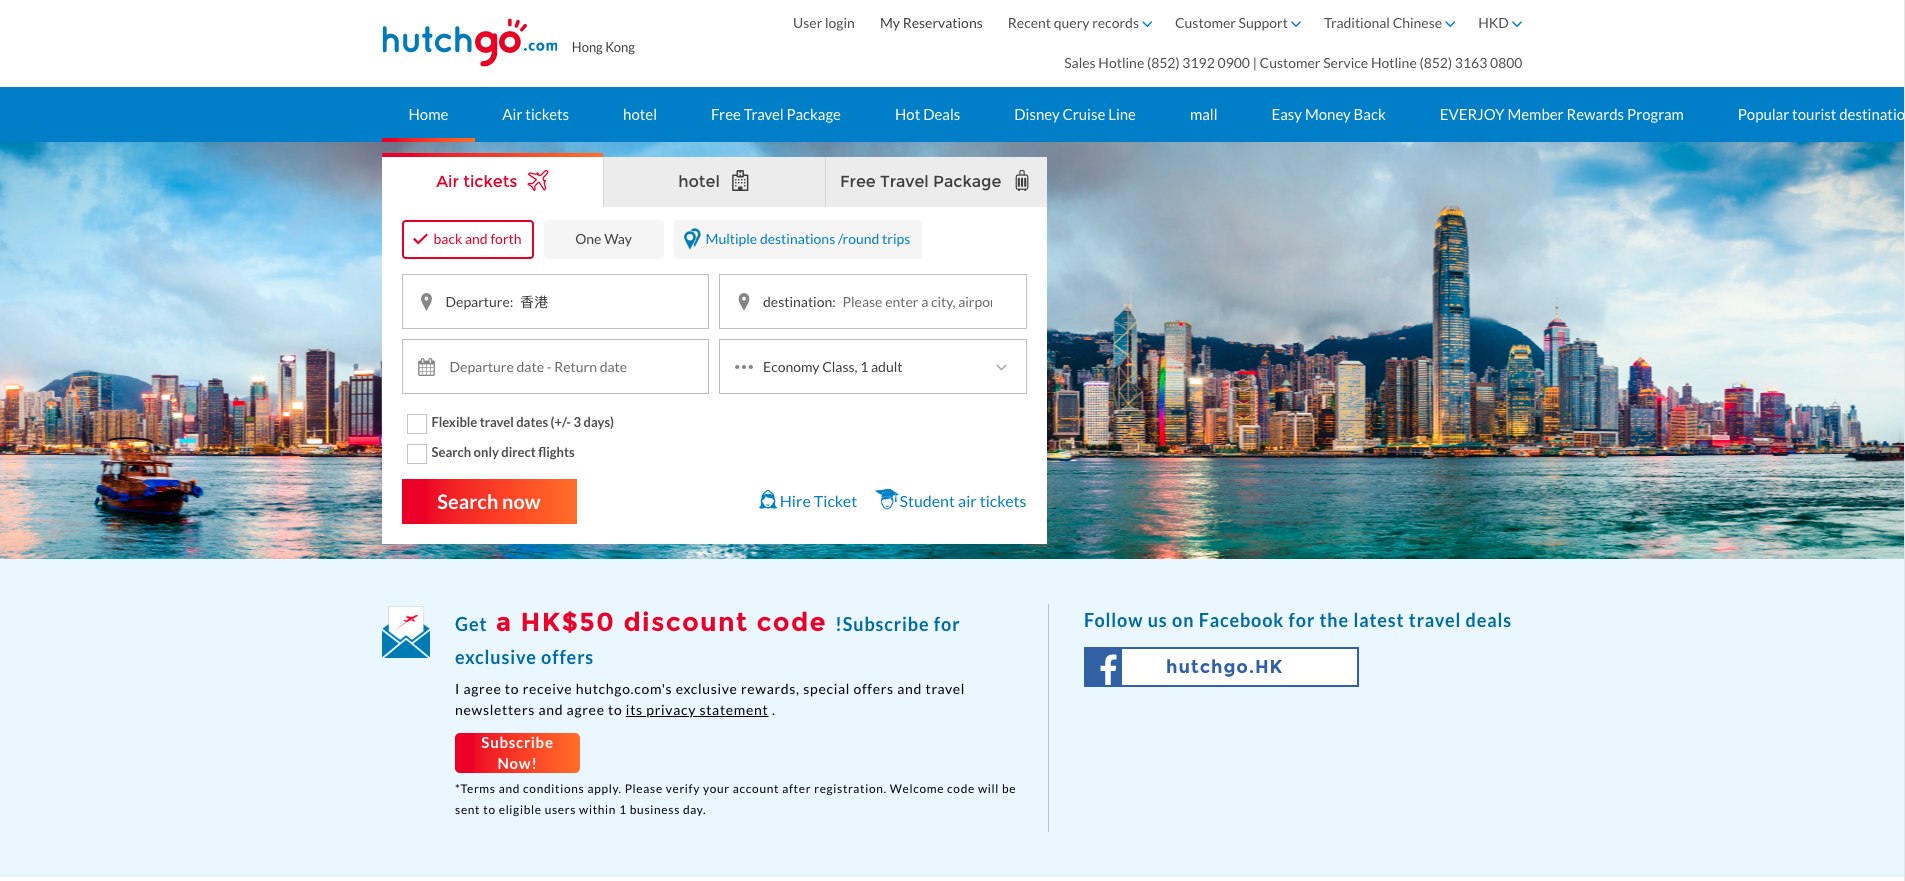 hutchgo.com Hong Kong
User login My Reservations Recent query records Customer Support Traditional Chinese HKD
Sales Hotline (852) 3192 0900 | Customer Service Hotline (852) 3163 0800
Home Air tickets hotel Free Travel Package Hot Deals Disney Cruise Line mall Easy Money Back EVERJOY Member Rewards Program Popular tourist destinatio
Air tickets hotel Free Travel Package
back and forth One Way Multiple destinations /round trips
Departure: 香港 destination: Please enter a city, airpor
Departure date - Return date Economy Class, 1 adult
Flexible travel dates (+/- 3 days)
Search only direct flights
Search now Hire Ticket Student air tickets
Get a HK$50 discount code !Subscribe for
exclusive offers
I agree to receive hutchgo.com's exclusive rewards, special offers and travel
newsletters and agree to its privacy statement .
Subscribe
Now!
*Terms and conditions apply. Please verify your account after registration. Welcome code will be
sent to eligible users within 1 business day.
Follow us on Facebook for the latest travel deals
f hutchgo.HK